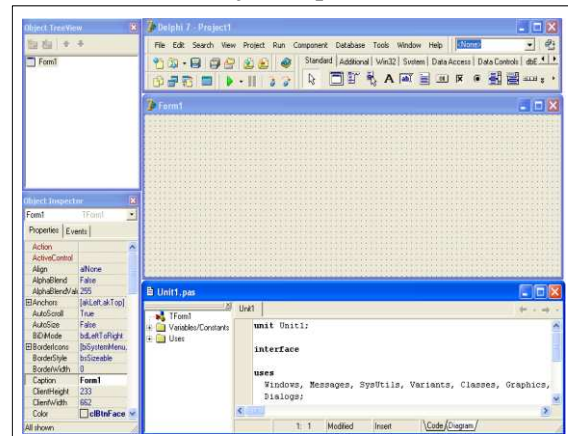 Object TreeView
Form1
Delphi 7 - Project1
File Edit Search View Project Run Component Database Tools Window Help <None>
Standard Additional Win32 System Data Access Data Controls dbE
Form1
Object Inspector
Form1 TForm1
Properties Events
Action
ActiveControl
Align alNone
AlphaBlend False
AlphaBlendVal 255
Anchors [akLeft,akTop]
AutoScroll True
AutoSize False
BiDiMode bdLeftToRight
BorderIcons [biSystemMenu,
BorderStyle bsSizeable
BorderWidth 0
Caption Form1
ClientHeight 233
ClientWidth 662
Color clBtnFace
All shown
Unit1.pas
TForm1
Variables/Constants
Uses
Unit1
unit Unit1;
interface
uses
Windows, Messages, SysUtils, Variants, Classes, Graphics,
Dialogs;
1: 1 Modified Insert Code Diagram